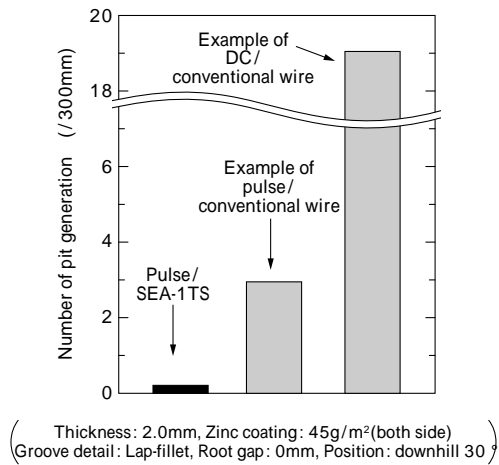 20
18
6
4
2
0
Number of pit generation (/300mm)
Example of
DC/
conventional wire
Example of
pulse/
conventional wire
Pulse/
SEA-1TS
Thickness: 2.0mm, Zinc coating: 45g/m²(both side)
Groove detail: Lap-fillet, Root gap: 0mm, Position: downhill 30°